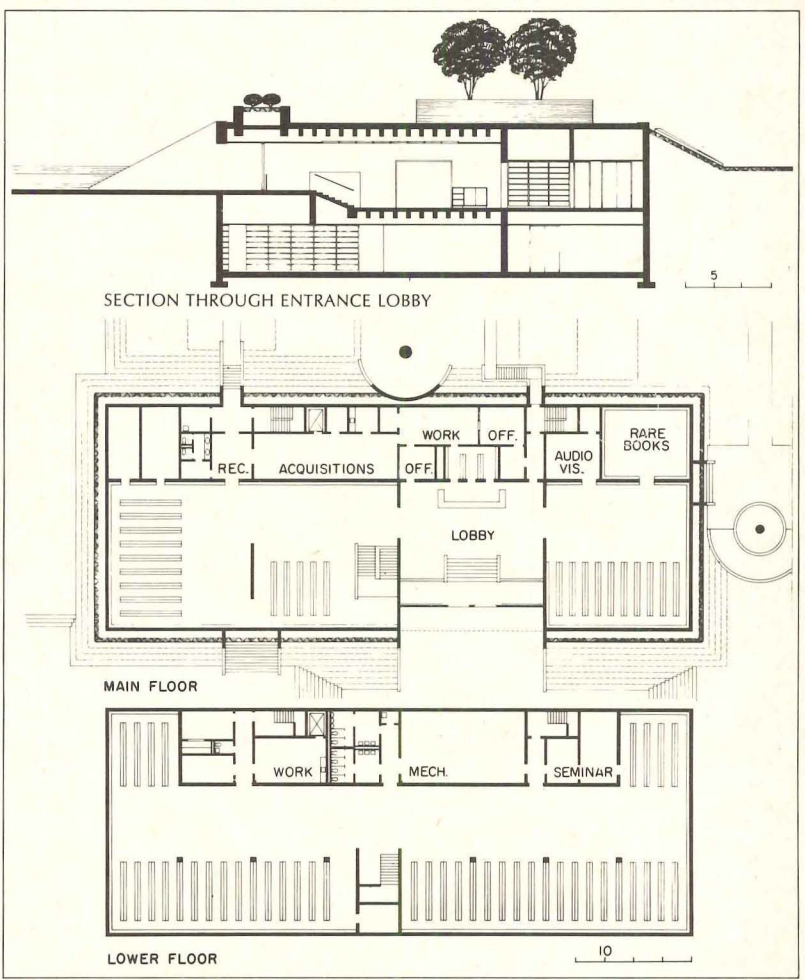 5
SECTION THROUGH ENTRANCE LOBBY
WORK
OFF.
RARE
BOOKS
REC.
ACQUISITIONS
OFF.
AUDIO
VIS.
LOBBY
MAIN FLOOR
WORK
MECH.
SEMINAR
LOWER FLOOR
10